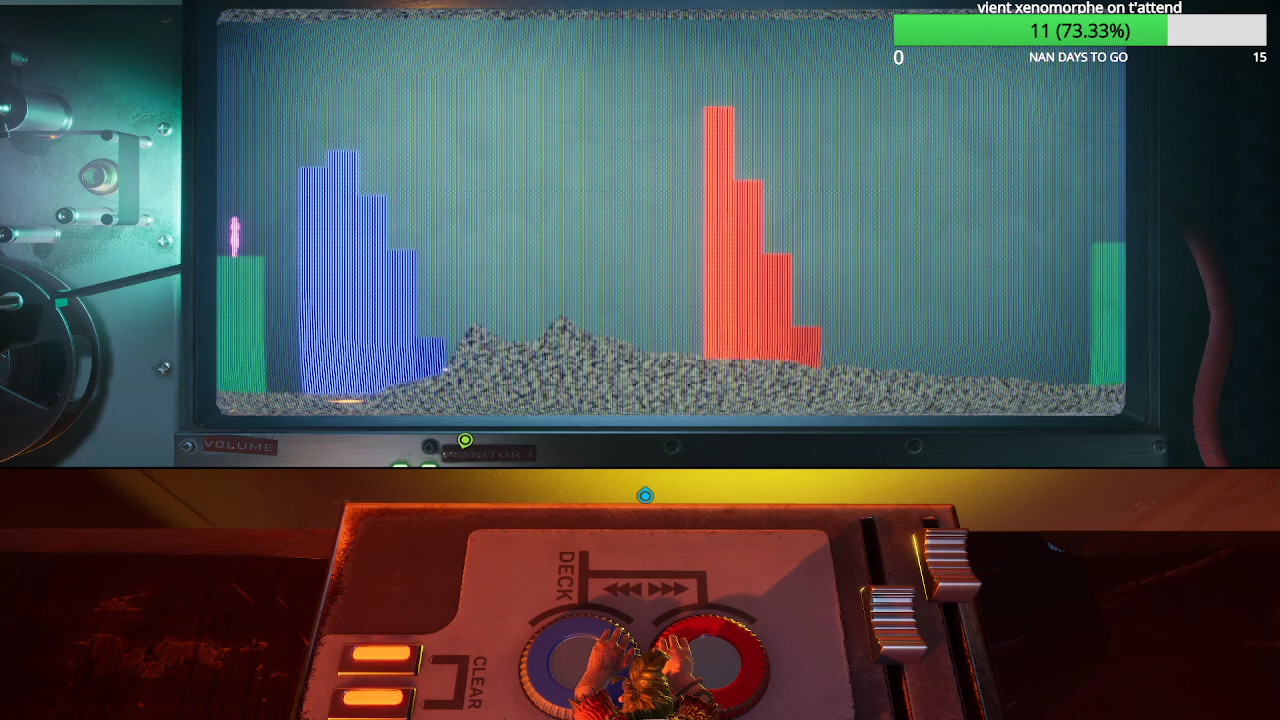 vient xenomorphe on t'attend
11 (73.33%)
0
NAN DAYS TO GO
15
VOLUME
MONITOR 1
DECK
CLEAR